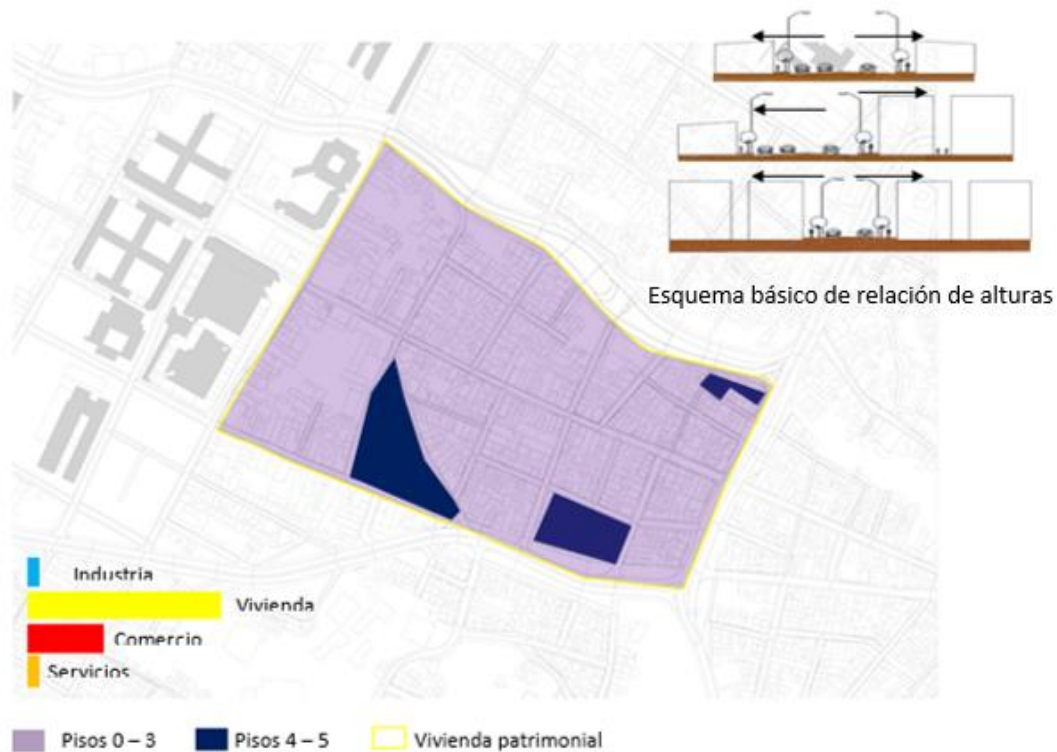 Esquema básico de relación de alturas
Industria
Vivienda
Comercio
Servicios
Pisos 0 – 3
Pisos 4 – 5
Vivienda patrimonial